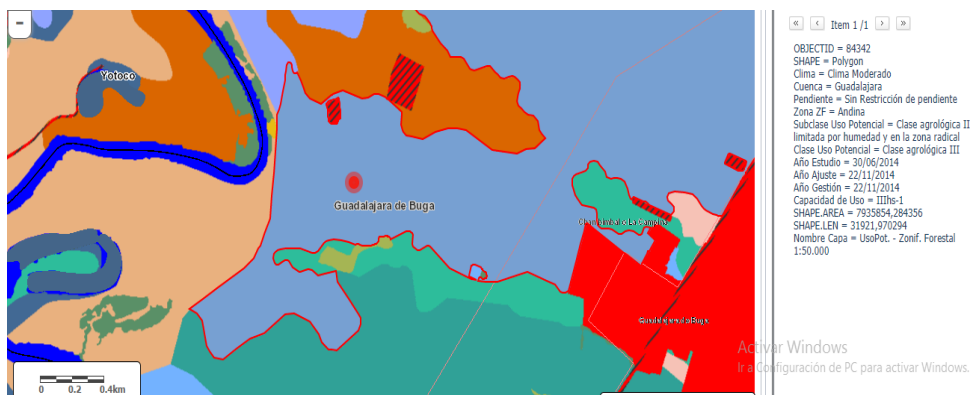 Yotoco
Guadalajara de Buga
Guadalajara de Buga
0 0.2 0.4km
« ‹ Item 1/1 › »
OBJECTID = 84342
SHAPE = Polygon
Clima = Clima Moderado
Cuenca = Guadalajara
Pendiente = Sin Restricción de pendiente
Zona ZF = Andina
Subclase Uso Potencial = Clase agrológica II
limitada por humedad y en la zona radical
Clase Uso Potencial = Clase agrológica III
Año Estudio = 30/06/2014
Año Ajuste = 22/11/2014
Año Gestión = 22/11/2014
Capacidad de Uso = IIIhs-1
SHAPE.AREA = 7935854,284356
SHAPE.LEN = 31921,970294
Nombre Capa = UsoPot. - Zonif. Forestal
1:50.000
Activar Windows
Ir a Configuración de PC para activar Windows.